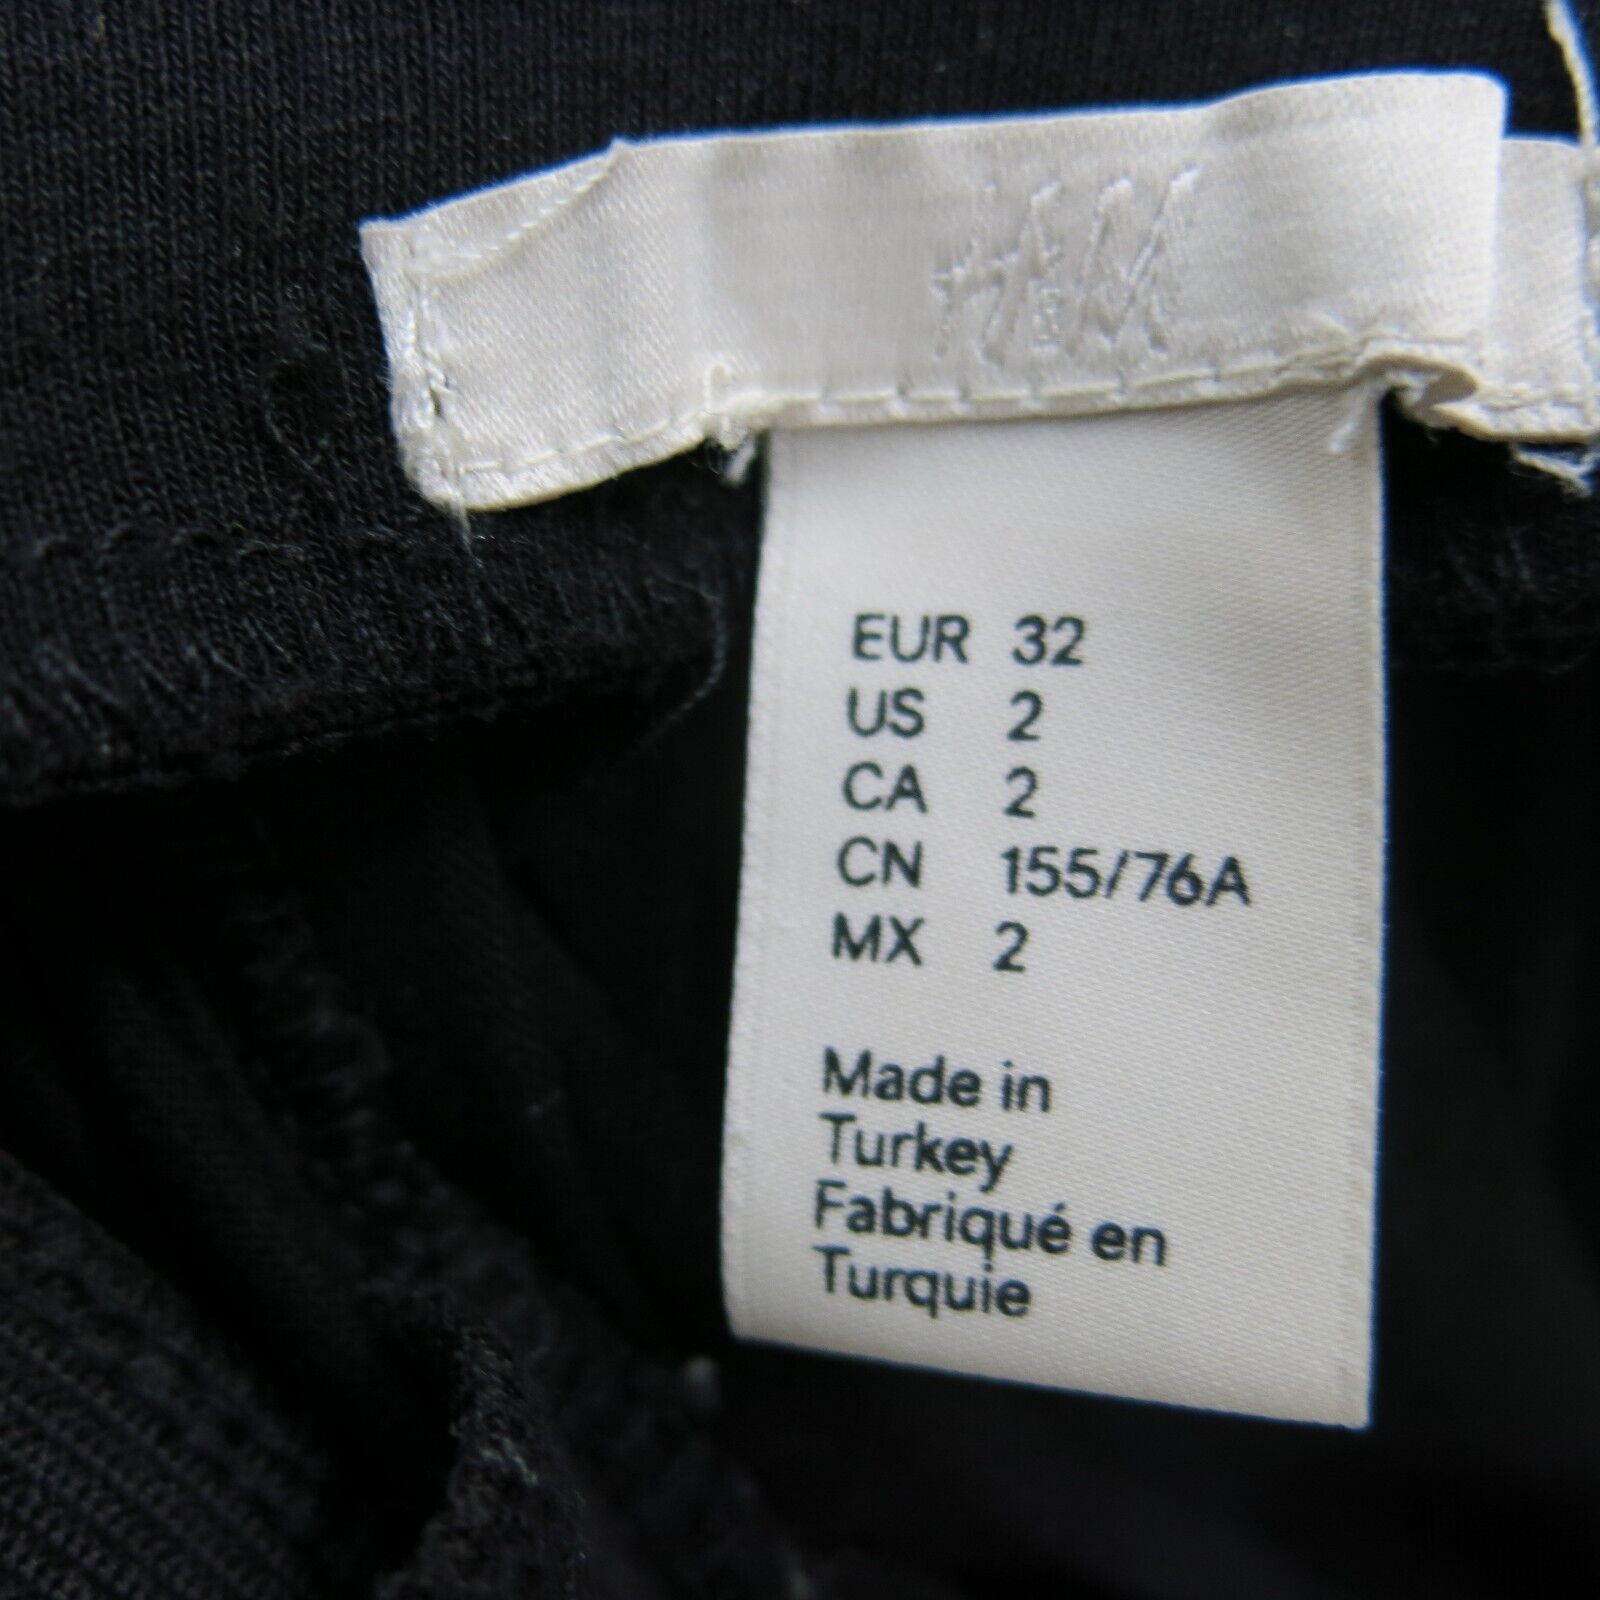 H&M
EUR 32
US 2
CA 2
CN 155/76A
MX 2
Made in
Turkey
Fabriqué en
Turquie